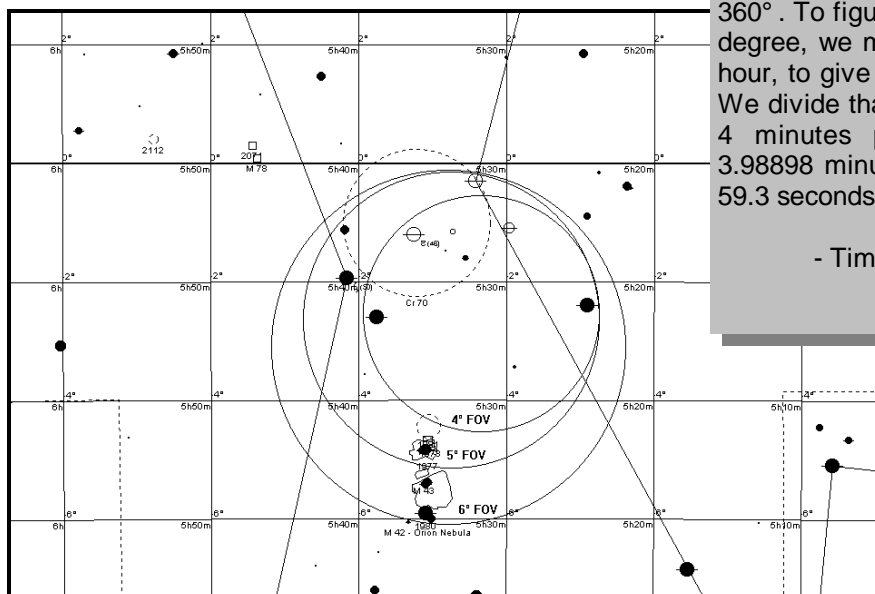 360° . To figu
degree, we m
hour, to give
We divide tha
4 minutes p
3.98898 minu
59.3 seconds
- Tim
6h 2° 5h50m 2° 5h40m 2° 5h30m 2° 5h20m
2112
M 78
6h 0° 5h50m 0° 5h40m 0° 5h30m 0° 5h20m
6h -2° 5h50m -2° 5h40m -2° 5h30m -2° 5h20m
Cr 70
6h -4° 5h50m -4° 5h40m -4° 5h30m -4° 5h20m -4° 5h10m
4° FOV
5° FOV
1977
M 43
6° FOV
6h -6° 5h50m -6° 5h40m -6° 5h30m -6° 5h20m -6° 5h10m
1980
M 42 - Orion Nebula